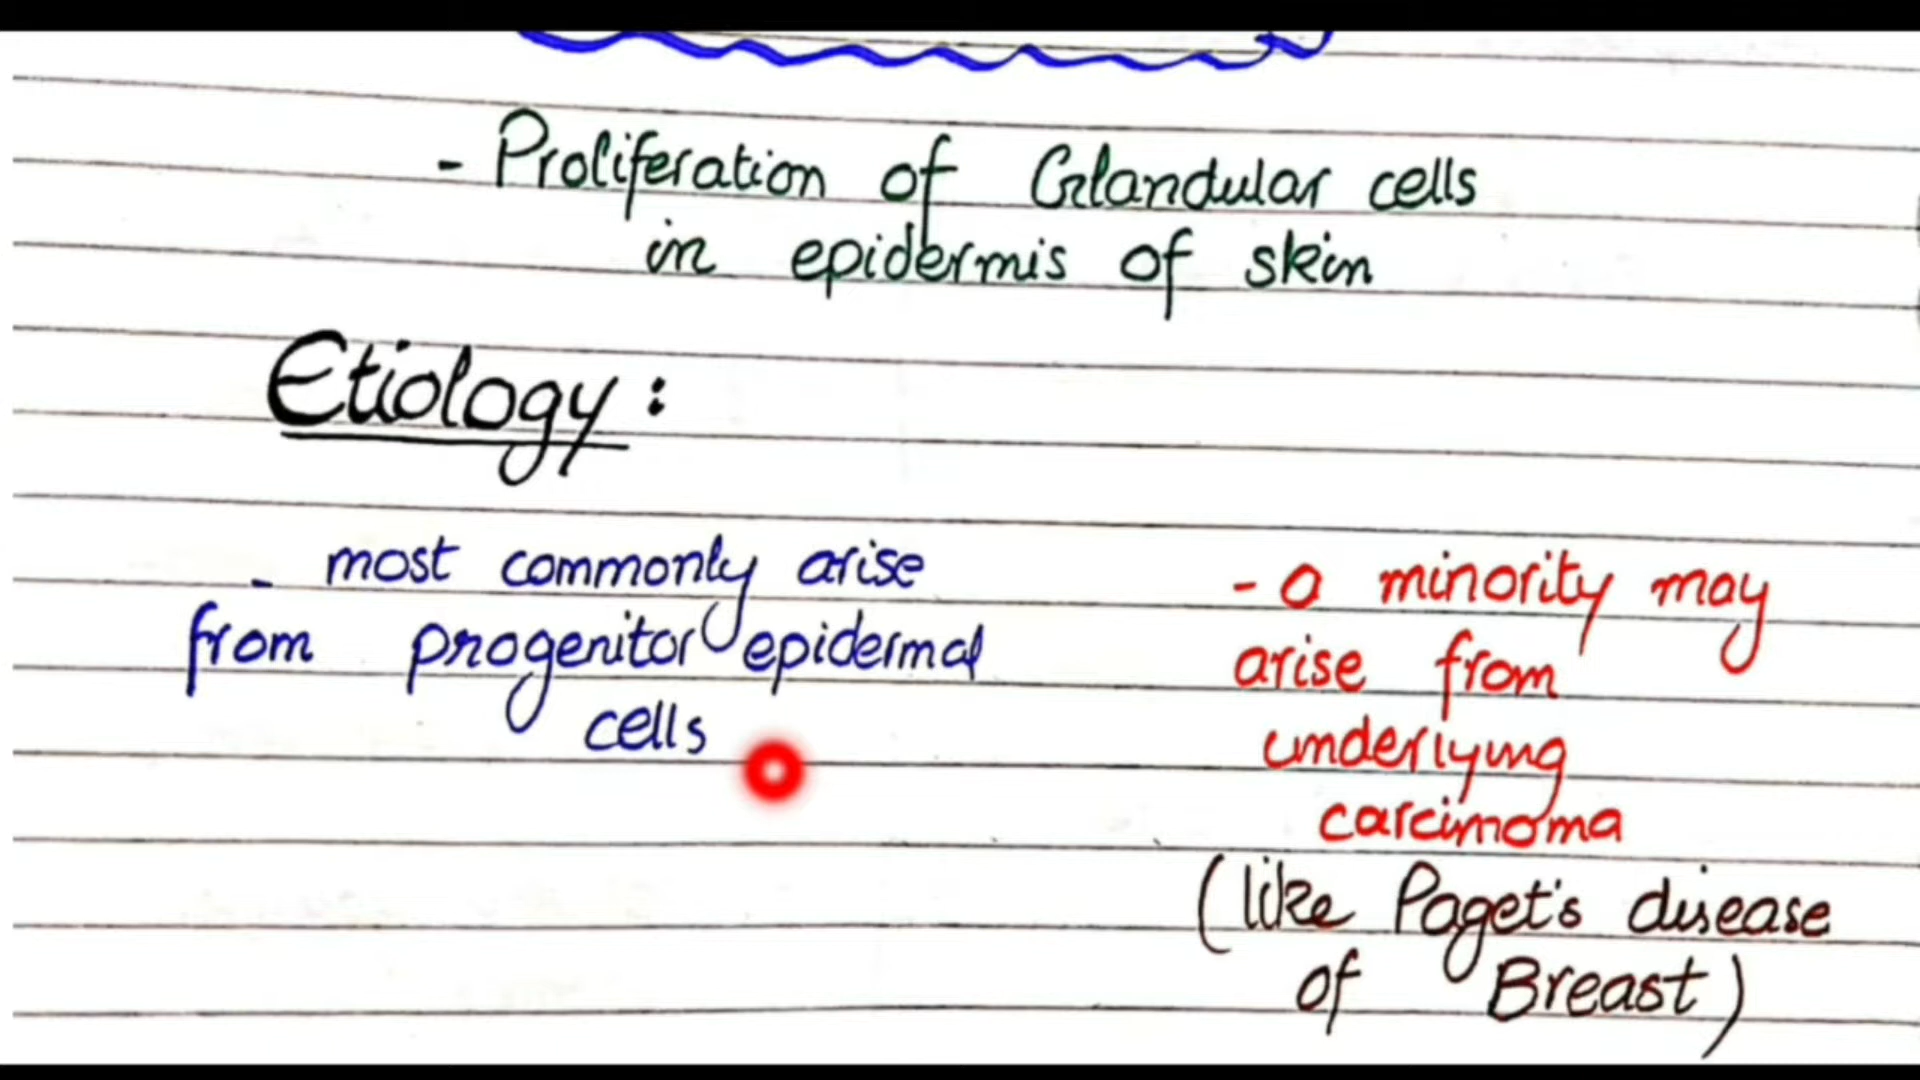 - Proliferation of Glandular cells
in epidermis of skin
Etiology :
- most commonly arise
from progenitor epidermal
cells
- a minority may
arise from
underlying
carcinoma
(like Paget's disease
of Breast)